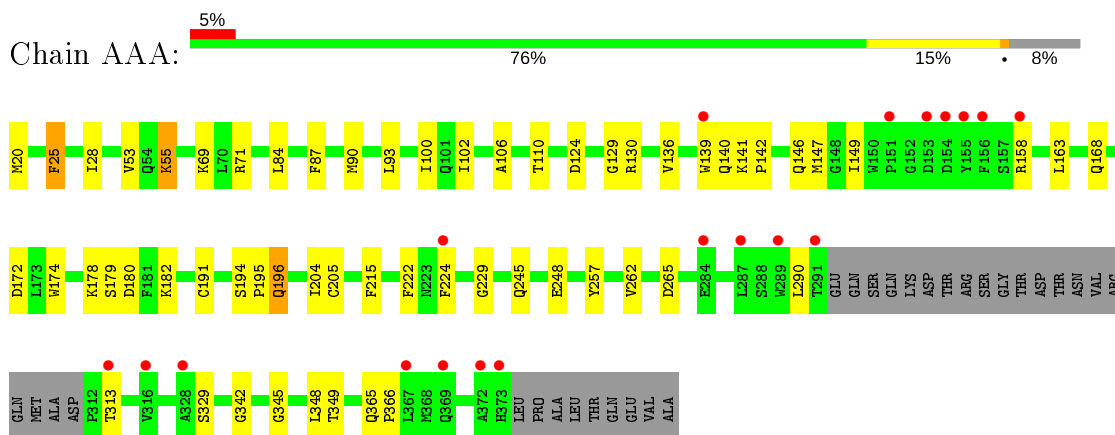 5%
Chain AAA:
76% 15% • 8%
M20 F25 I28 V53 Q54 K55 K69 L70 R71 L84 F87 M90 L93 I100 Q101 I102 A106 T110 D124 G129 R130 V136 W139 Q140 K141 P142 Q146 M147 G148 I149 W150 P151 G152 D153 D154 Y155 F156 S157 R158 L163 Q168
D172 L173 W174 K178 S179 D180 F181 K182 C191 S194 P195 Q196 I204 C205 F215 F222 N223 F224 G229 Q245 E248 Y257 V262 D265 E284 L287 S288 W289 L290 T291 GLU GLN SER GLN LYS ASP THR ARG SER GLY THR ASP THR ASN VAL ARG
GLN MET ALA ASP P312 T313 V316 A328 S329 G342 G345 L348 T349 Q365 P366 L367 M368 Q369 A372 H373 LEU PRO ALA LEU THR GLN GLU VAL ALA